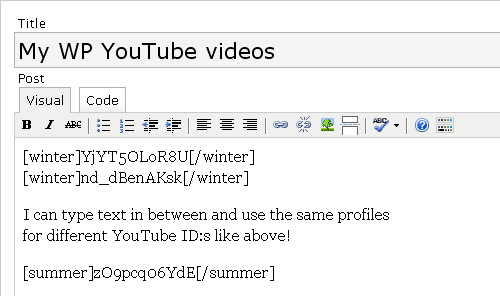 Title
My WP YouTube videos
Post
Visual Code
B I ABC ABC ?
[winter]YjYT5OLoR8U[/winter]
[winter]nd_dBenAKsk[/winter]
I can type text in between and use the same profiles
for different YouTube ID:s like above!
[summer]zO9pcqo6YdE[/summer]